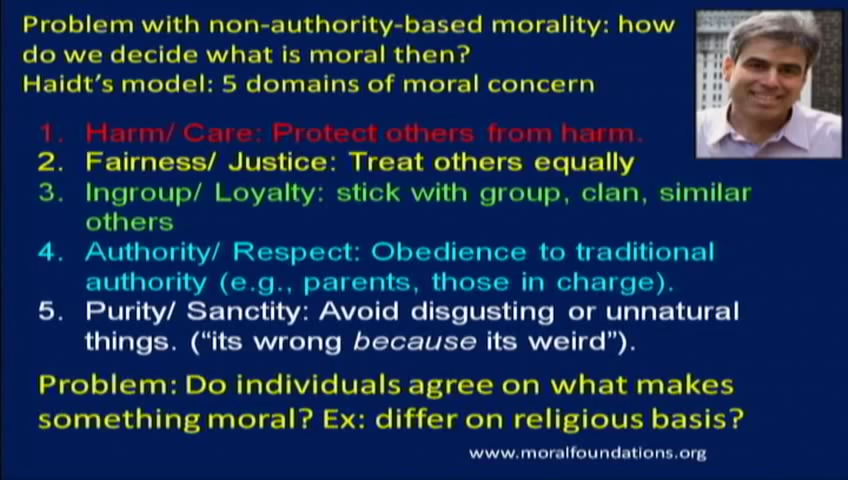 Problem with non-authority-based morality: how
do we decide what is moral then?
Haidt's model: 5 domains of moral concern
1. Harm/ Care: Protect others from harm.
2. Fairness/ Justice: Treat others equally
3. Ingroup/ Loyalty: stick with group, clan, similar
others
4. Authority/ Respect: Obedience to traditional
authority (e.g., parents, those in charge).
5. Purity/ Sanctity: Avoid disgusting or unnatural
things. ("its wrong because its weird").
Problem: Do individuals agree on what makes
something moral? Ex: differ on religious basis?
www.moralfoundations.org